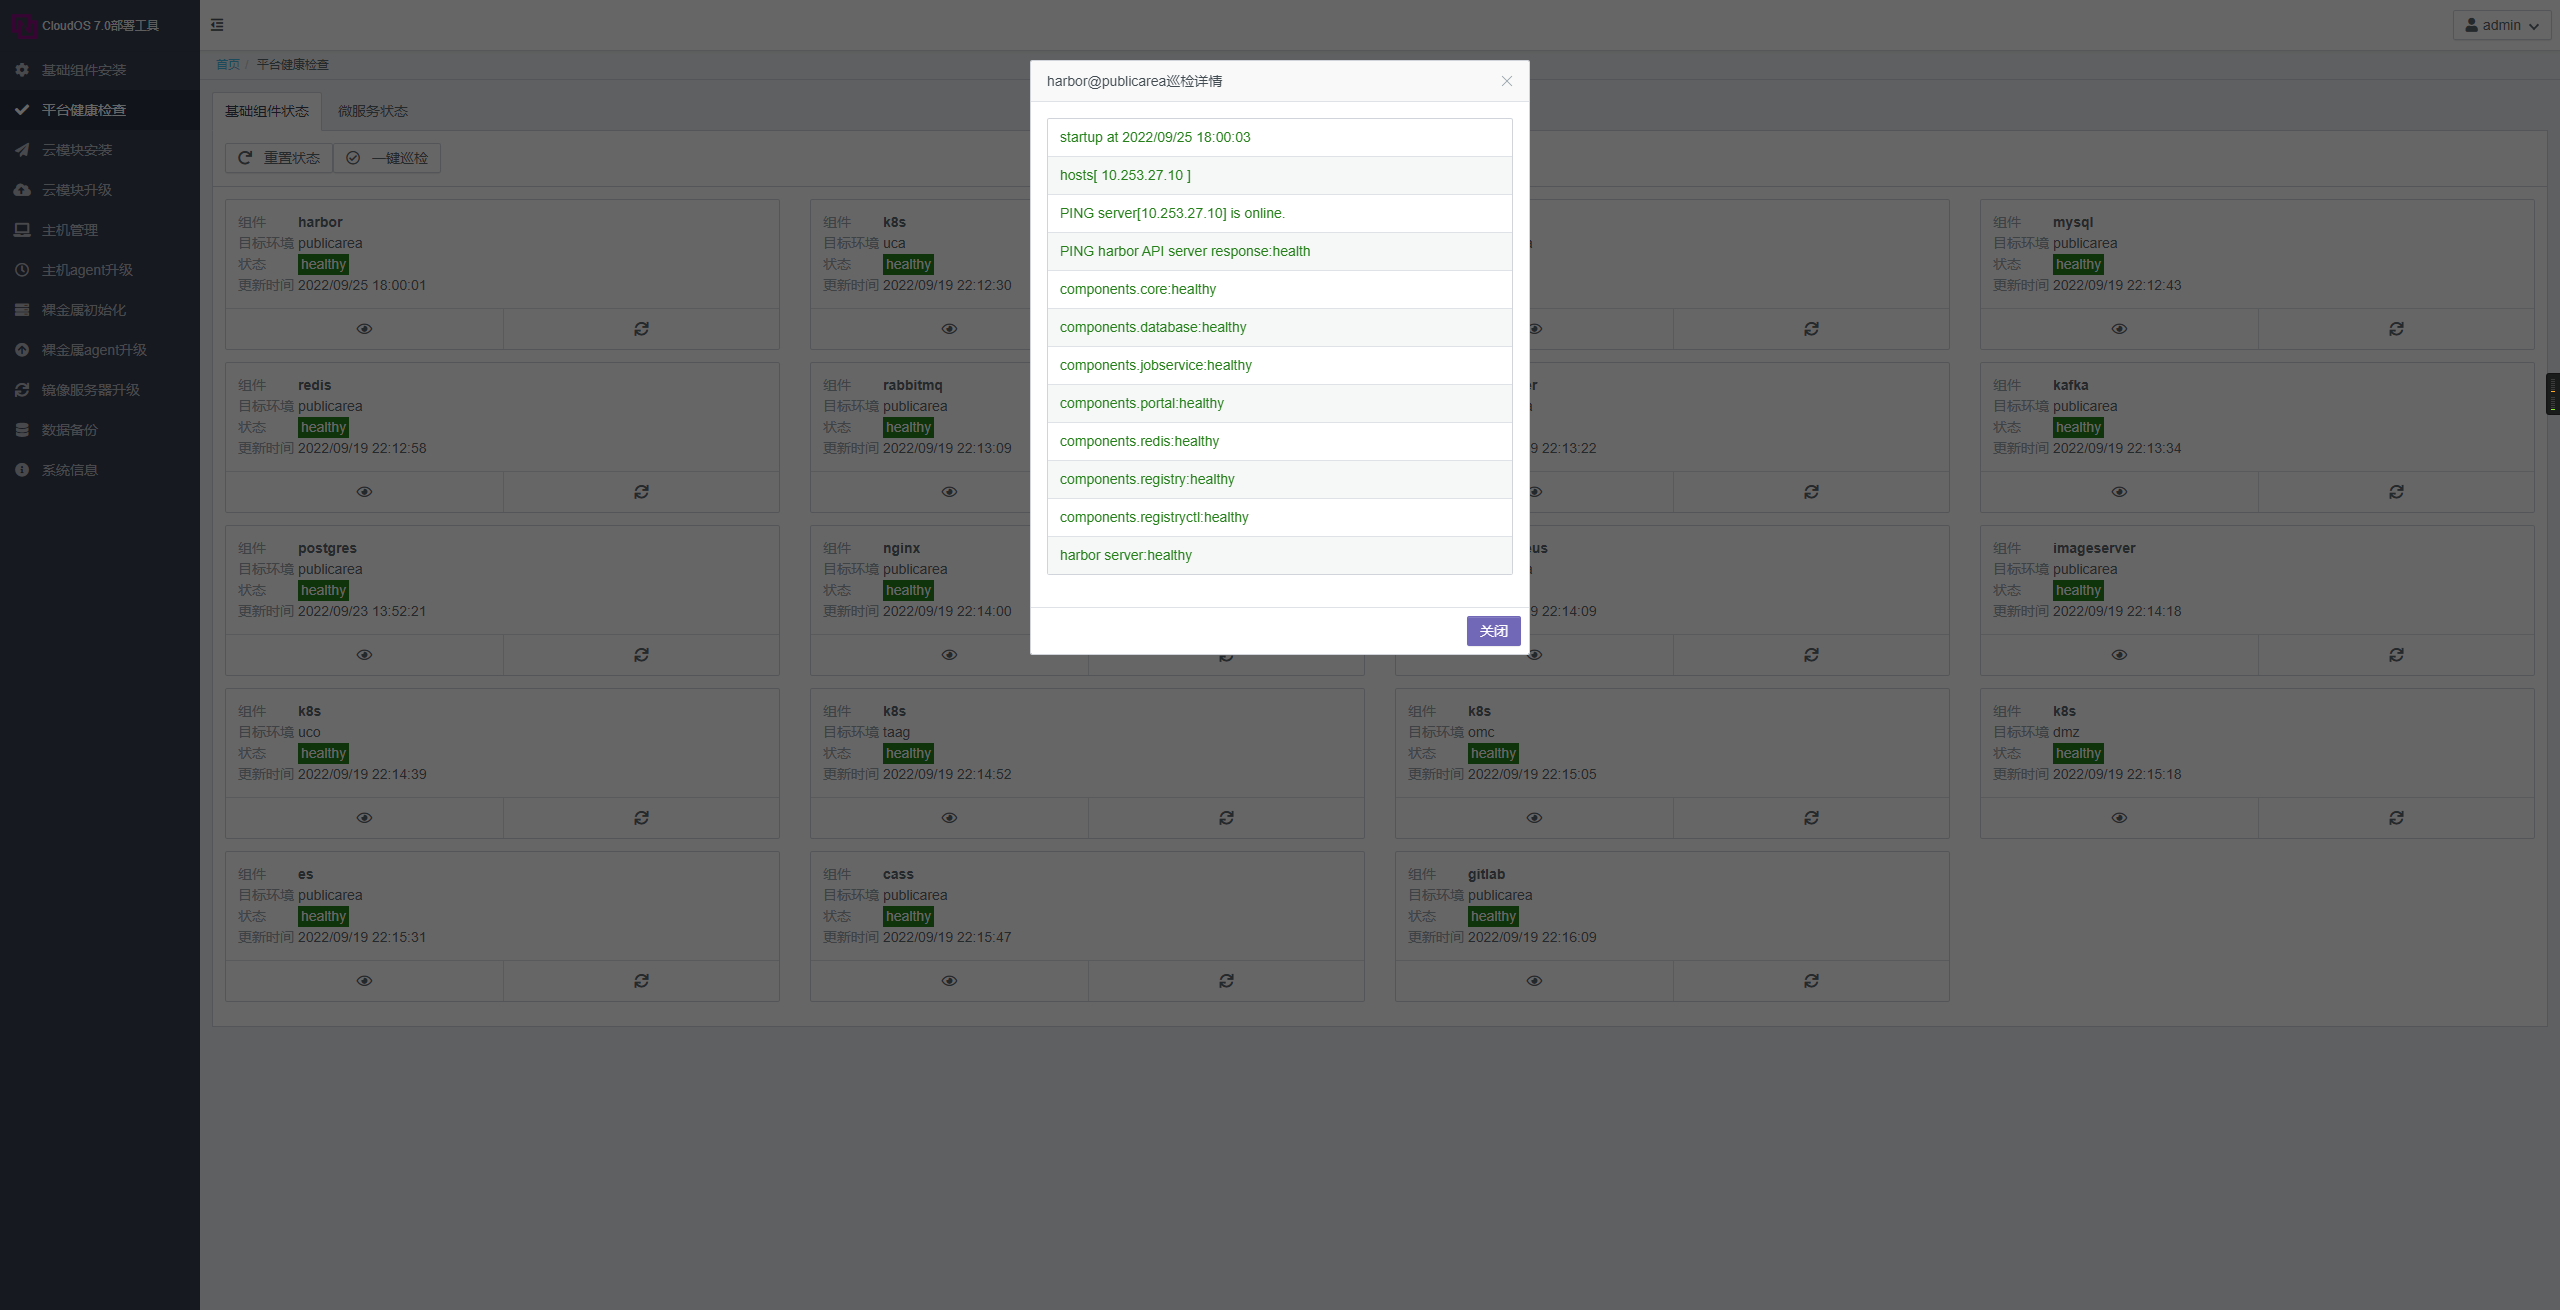 CloudOS 7.0部署工具
admin
基础组件安装
平台健康检查
云模块安装
云模块升级
主机管理
主机agent升级
裸金属初始化
裸金属agent升级
镜像服务器升级
数据备份
系统信息
首页 / 平台健康检查
基础组件状态 微服务状态
重置状态 一键巡检
harbor@publicarea巡检详情
startup at 2022/09/25 18:00:03
hosts[ 10.253.27.10 ]
PING server[10.253.27.10] is online.
PING harbor API server response:health
components.core:healthy
components.database:healthy
components.jobservice:healthy
components.portal:healthy
components.redis:healthy
components.registry:healthy
components.registryctl:healthy
harbor server:healthy
关闭
组件 harbor
目标环境 publicarea
状态 healthy
更新时间 2022/09/25 18:00:01
组件 k8s
目标环境 uca
状态 healthy
更新时间 2022/09/19 22:12:30
组件 mysql
目标环境 publicarea
状态 healthy
更新时间 2022/09/19 22:12:43
组件 redis
目标环境 publicarea
状态 healthy
更新时间 2022/09/19 22:12:58
组件 rabbitmq
目标环境 publicarea
状态 healthy
更新时间 2022/09/19 22:13:09
9 22:13:22
组件 kafka
目标环境 publicarea
状态 healthy
更新时间 2022/09/19 22:13:34
组件 postgres
目标环境 publicarea
状态 healthy
更新时间 2022/09/23 13:52:21
组件 nginx
目标环境 publicarea
状态 healthy
更新时间 2022/09/19 22:14:00
9 22:14:09
组件 imageserver
目标环境 publicarea
状态 healthy
更新时间 2022/09/19 22:14:18
组件 k8s
目标环境 uco
状态 healthy
更新时间 2022/09/19 22:14:39
组件 k8s
目标环境 taag
状态 healthy
更新时间 2022/09/19 22:14:52
组件 k8s
目标环境 omc
状态 healthy
更新时间 2022/09/19 22:15:05
组件 k8s
目标环境 dmz
状态 healthy
更新时间 2022/09/19 22:15:18
组件 es
目标环境 publicarea
状态 healthy
更新时间 2022/09/19 22:15:31
组件 cass
目标环境 publicarea
状态 healthy
更新时间 2022/09/19 22:15:47
组件 gitlab
目标环境 publicarea
状态 healthy
更新时间 2022/09/19 22:16:09